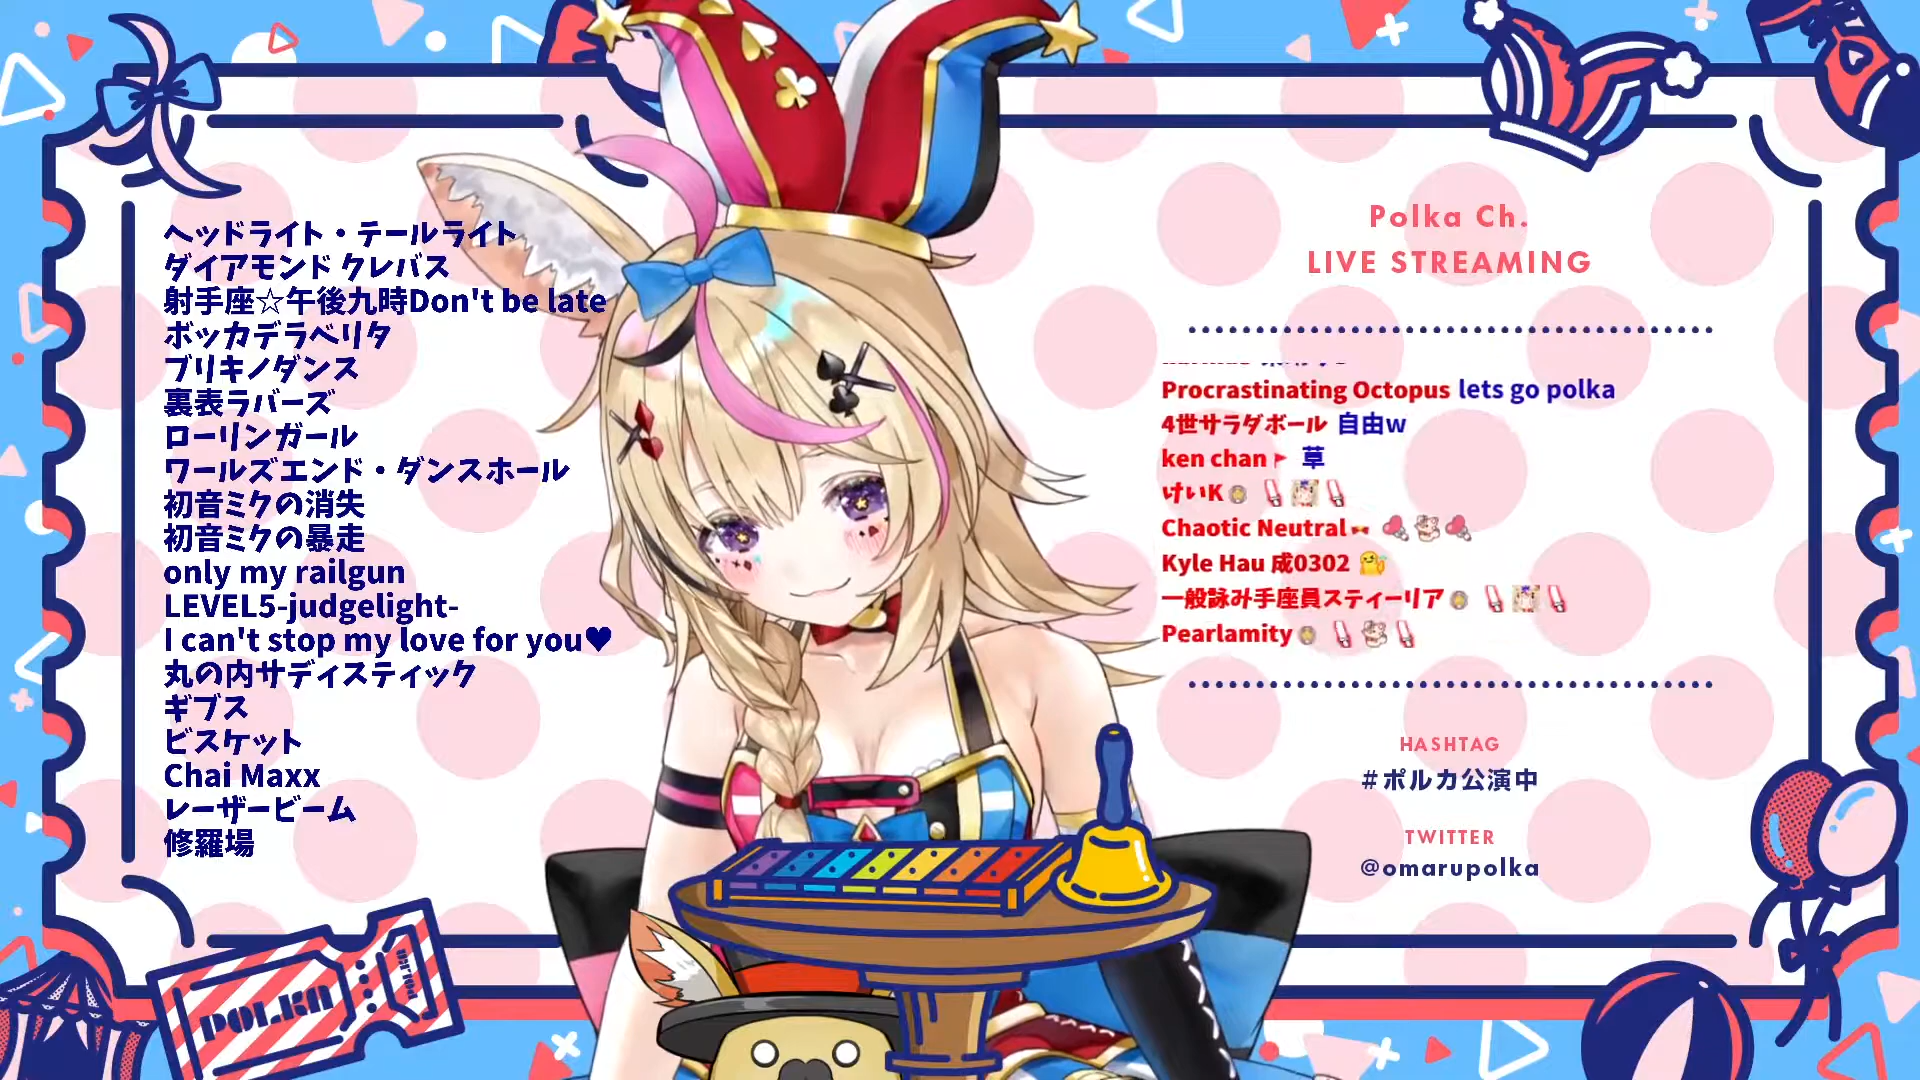 ヘッドライト・テールライト
ダイアモンド クレバス
射手座☆午後九時Don't be late
ボッカデラベリタ
ブリキノダンス
裏表ラバーズ
ローリンガール
ワールズエンド・ダンスホール
初音ミクの消失
初音ミクの暴走
only my railgun
LEVEL5-judgelight-
I can't stop my love for you♥
丸の内サディスティック
ギブス
ビスケット
Chai Maxx
レーザービーム
修羅場
Polka Ch.
LIVE STREAMING
Procrastinating Octopus lets go polka
4世サラダボール 自由w
ken chan 草
けいK
Chaotic Neutral
Kyle Hau 成0302
一般詠み手座員スティーリア
Pearlamity
HASHTAG
#ポルカ公演中
TWITTER
@omarupolka
POLKA